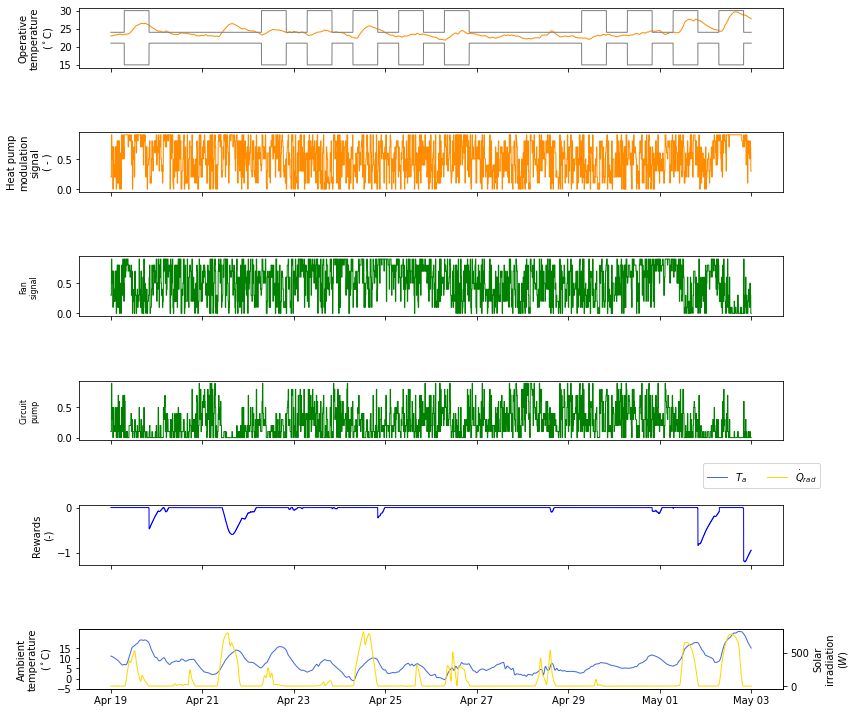 Operative
temperature
(°C)
30
25
20
15
Heat pump
modulation
signal
( - )
0.5
0.0
Fan
signal
0.5
0.0
Circuit
pump
0.5
0.0
T_a Q̇_rad
Rewards
(-)
0
−1
Ambient
temperature
(°C)
15
10
5
0
−5
500
0
Solar
irradiation
(W)
Apr 19 Apr 21 Apr 23 Apr 25 Apr 27 Apr 29 May 01 May 03